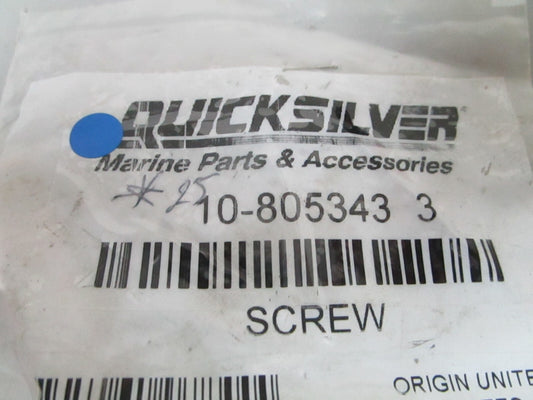 QUICKSILVER
Marine Parts & Accessories
* 25
10-805343 3
SCREW
ORIGIN UNITE